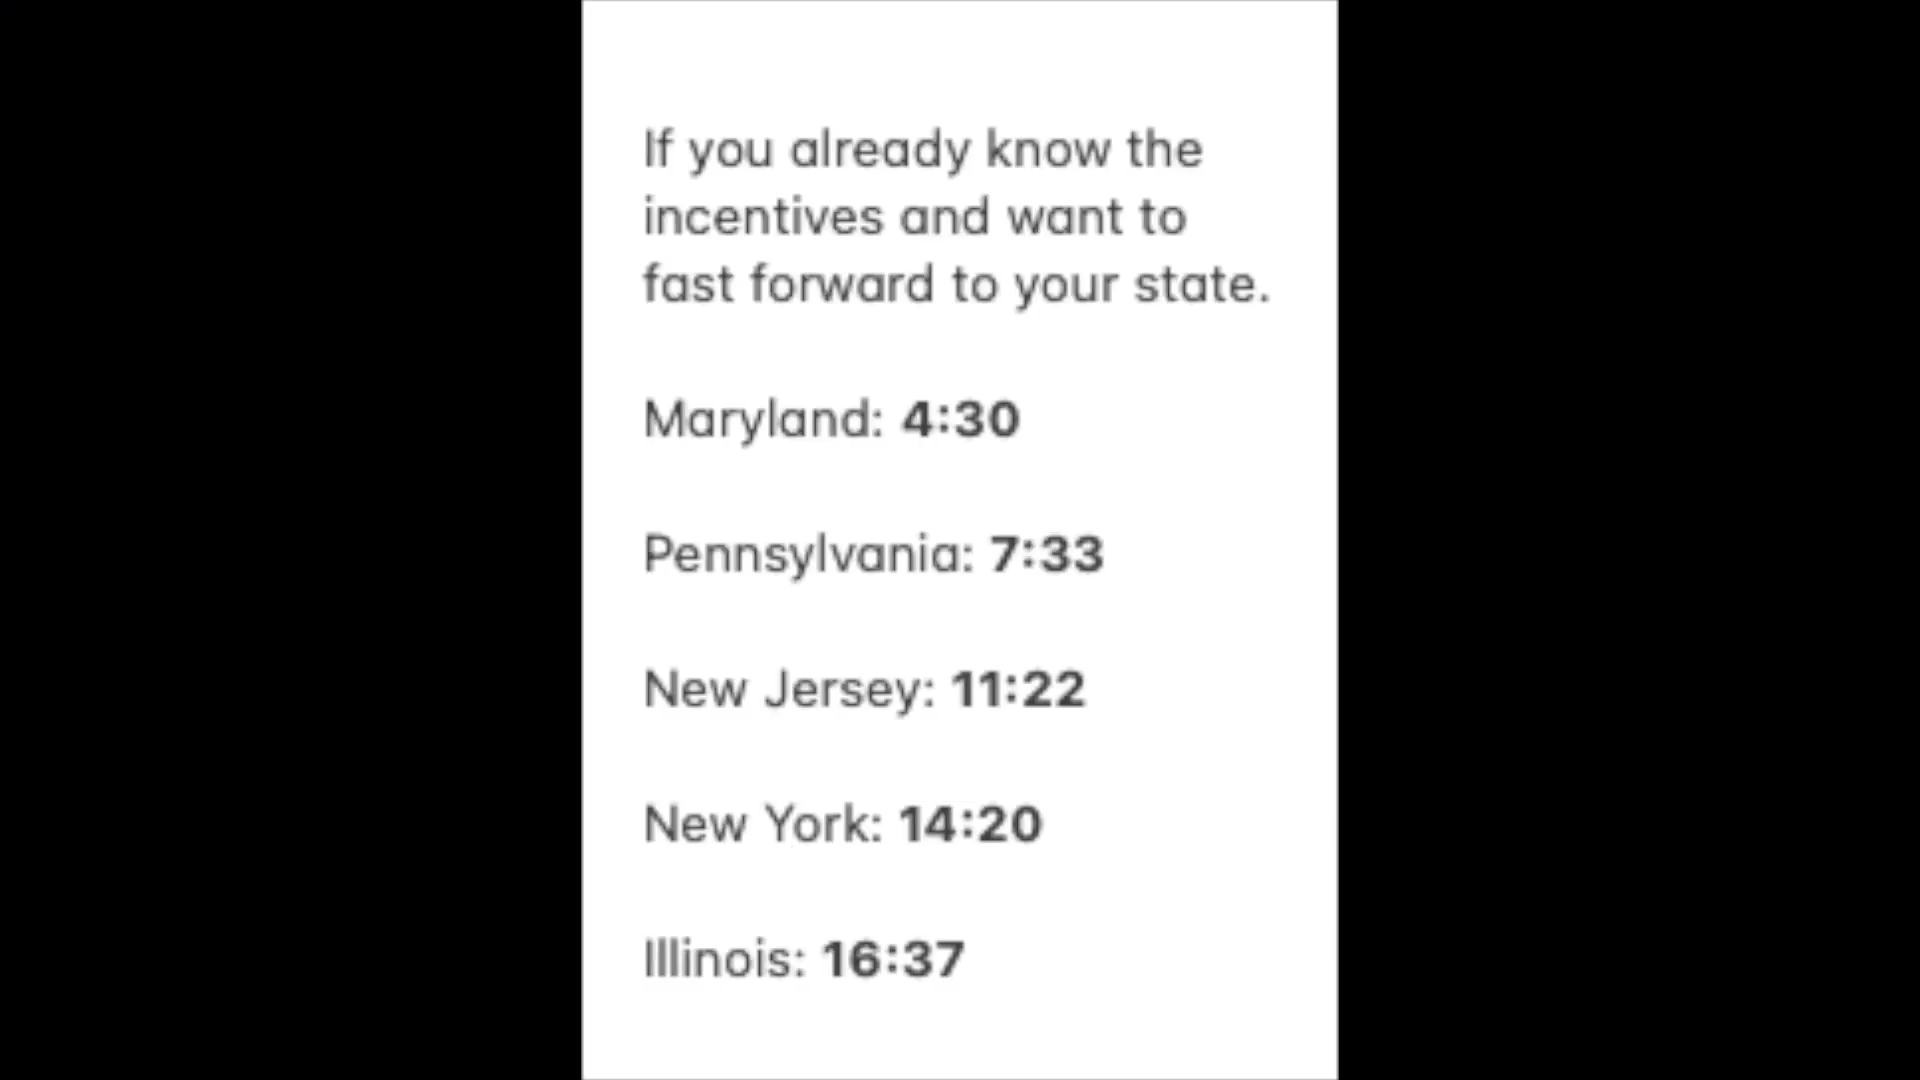 If you already know the
incentives and want to
fast forward to your state.
Maryland: 4:30
Pennsylvania: 7:33
New Jersey: 11:22
New York: 14:20
Illinois: 16:37